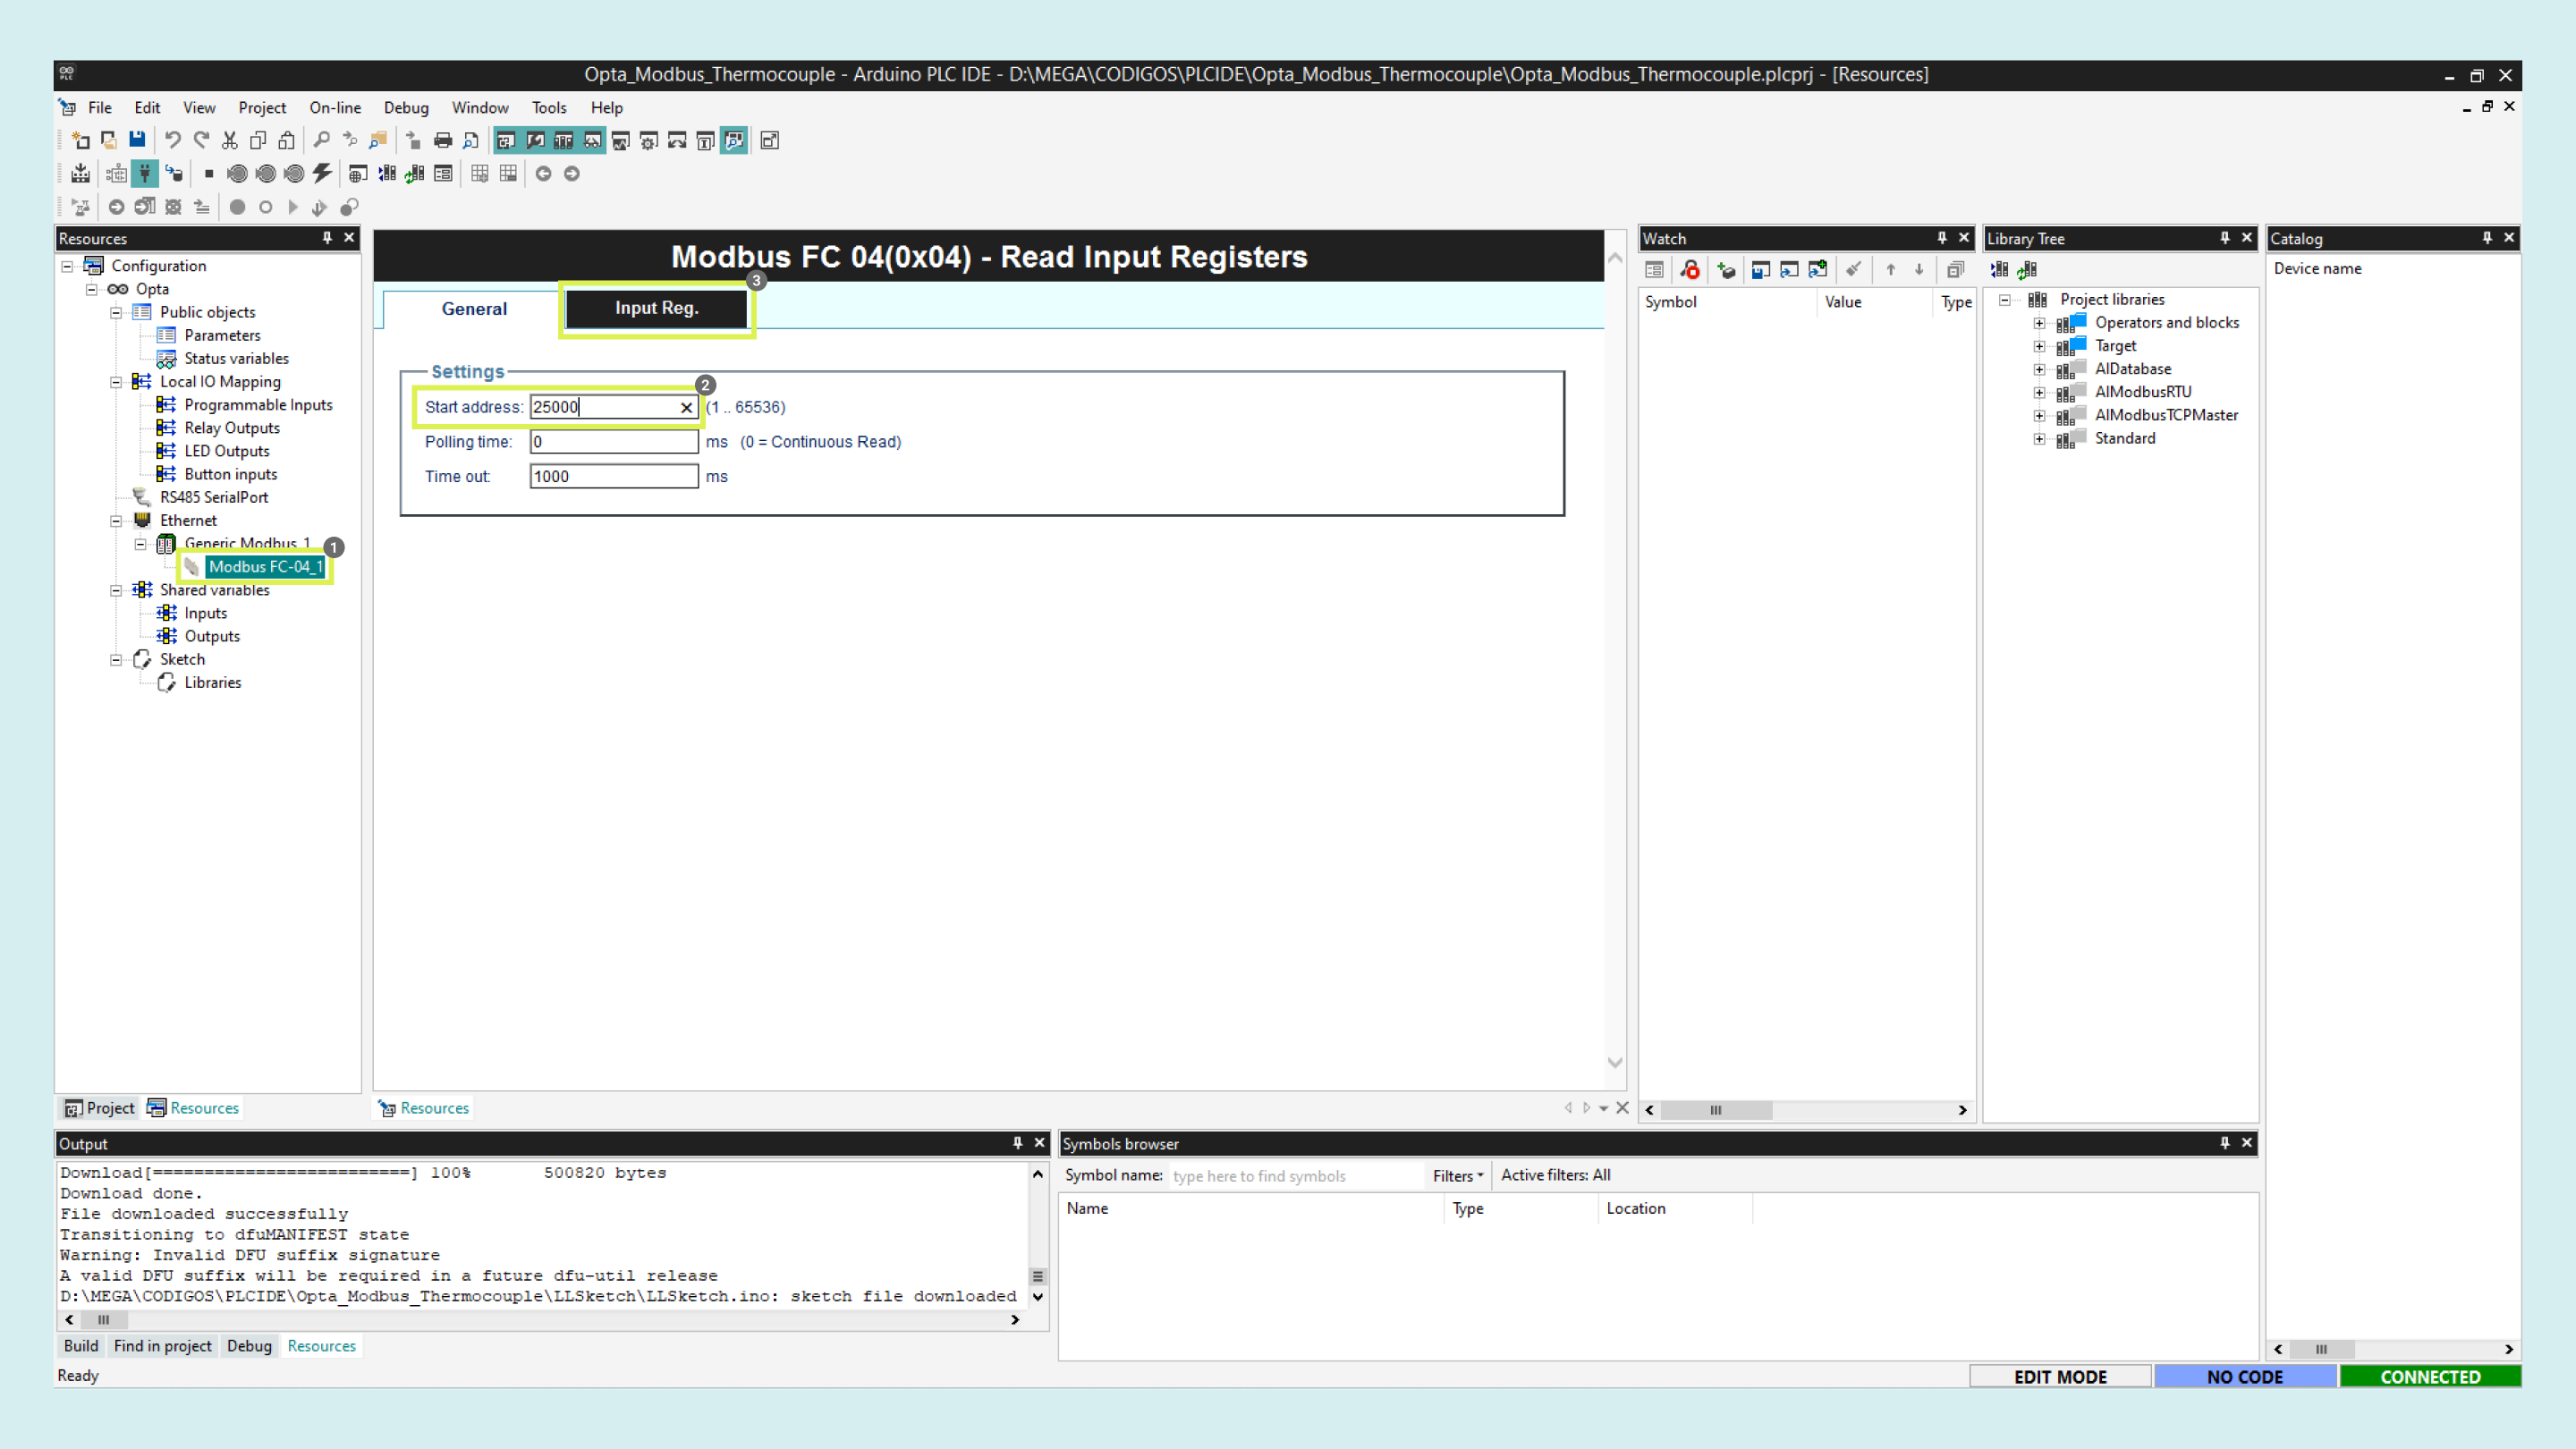 Opta_Modbus_Thermocouple - Arduino PLC IDE - D:\MEGA\CODIGOS\PLCIDE\Opta_Modbus_Thermocouple\Opta_Modbus_Thermocouple.plcprj - [Resources]
File Edit View Project On-line Debug Window Tools Help
Resources
Configuration
Opta
Public objects
Parameters
Status variables
Local IO Mapping
Programmable Inputs
Relay Outputs
LED Outputs
Button inputs
RS485 SerialPort
Ethernet
Generic Modbus_1
1
Modbus FC-04_1
Shared variables
Inputs
Outputs
Sketch
Libraries
Project Resources
Modbus FC 04(0x04) - Read Input Registers
3
General Input Reg.
Settings
2
Start address: 25000 (1 .. 65536)
Polling time: 0 ms (0 = Continuous Read)
Time out: 1000 ms
Resources
Watch
Symbol Value Type
Library Tree
Project libraries
Operators and blocks
Target
AlDatabase
AlModbusRTU
AlModbusTCPMaster
Standard
Catalog
Device name
Output
Download[=========================] 100% 500820 bytes
Download done.
File downloaded successfully
Transitioning to dfuMANIFEST state
Warning: Invalid DFU suffix signature
A valid DFU suffix will be required in a future dfu-util release
D:\MEGA\CODIGOS\PLCIDE\Opta_Modbus_Thermocouple\LLSketch\LLSketch.ino: sketch file downloaded
Build Find in project Debug Resources
Symbols browser
Symbol name: type here to find symbols Filters Active filters: All
Name Type Location
Ready
EDIT MODE NO CODE CONNECTED